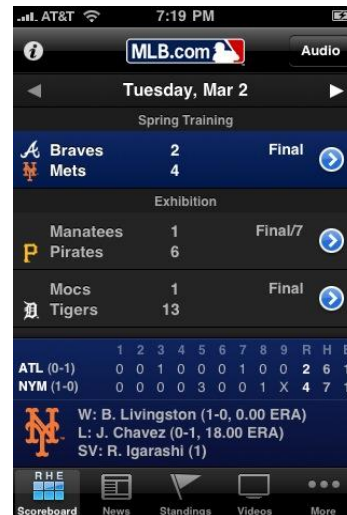 AT&T 7:19 PM
MLB.com Audio
Tuesday, Mar 2
Spring Training
Braves 2 Final
Mets 4
Exhibition
Manatees 1 Final/7
P Pirates 6
Mocs 1 Final
D Tigers 13
1 2 3 4 5 6 7 8 9 R H E
ATL (0-1) 0 0 1 0 0 0 1 0 0 2 6
NYM (1-0) 0 0 0 0 3 0 0 1 X 4 7
W: B. Livingston (1-0, 0.00 ERA)
L: J. Chavez (0-1, 18.00 ERA)
SV: R. Igarashi (1)
R H E
Scoreboard News Standings Videos More